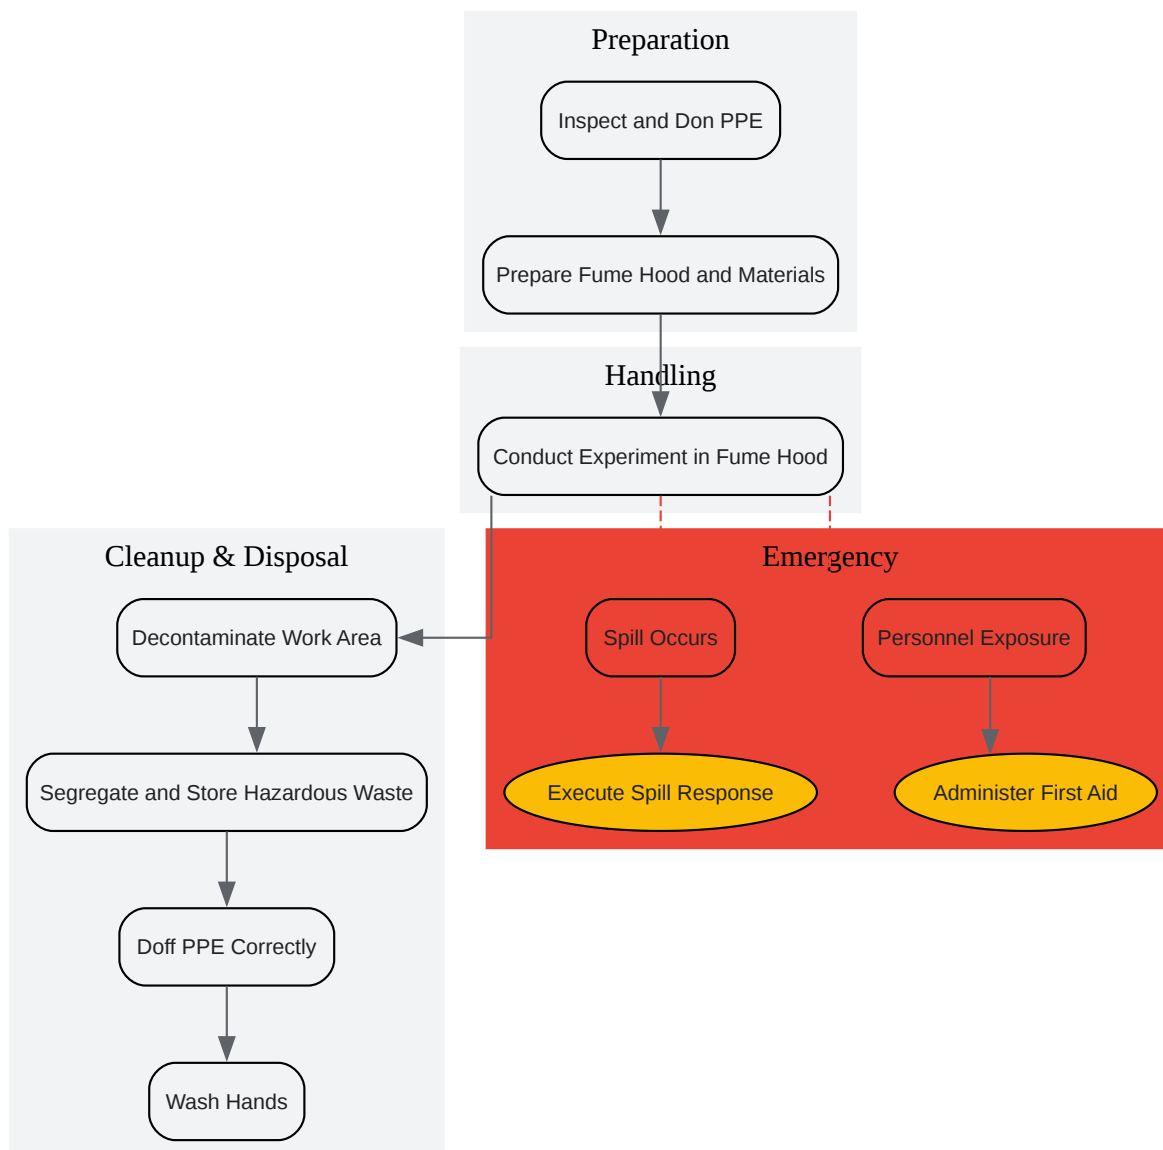 Preparation
Inspect and Don PPE
Prepare Fume Hood and Materials
Handling
Conduct Experiment in Fume Hood
Cleanup & Disposal
Decontaminate Work Area
Segregate and Store Hazardous Waste
Doff PPE Correctly
Wash Hands
Emergency
Spill Occurs
Personnel Exposure
Execute Spill Response
Administer First Aid